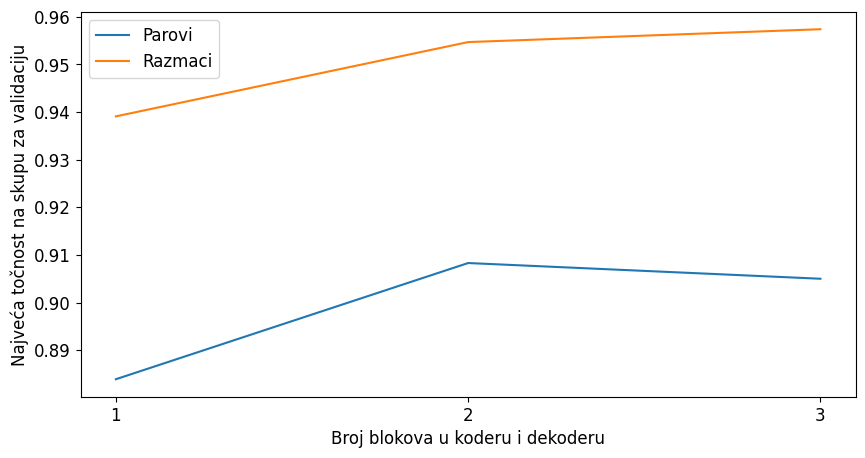 Parovi
Razmaci
Najveća točnost na skupu za validaciju
0.96
0.95
0.94
0.93
0.92
0.91
0.90
0.89
1
2
3
Broj blokova u koderu i dekoderu